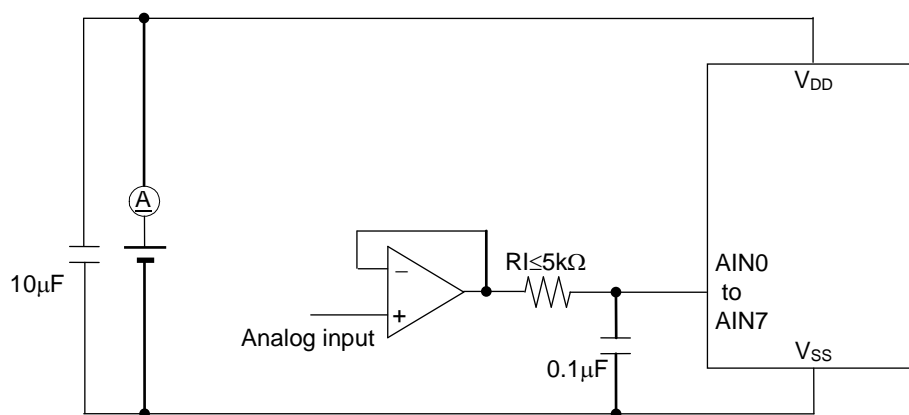 VDD
A
10μF
RI≤5kΩ
−
+
Analog input
AIN0
to
AIN7
0.1μF
VSS